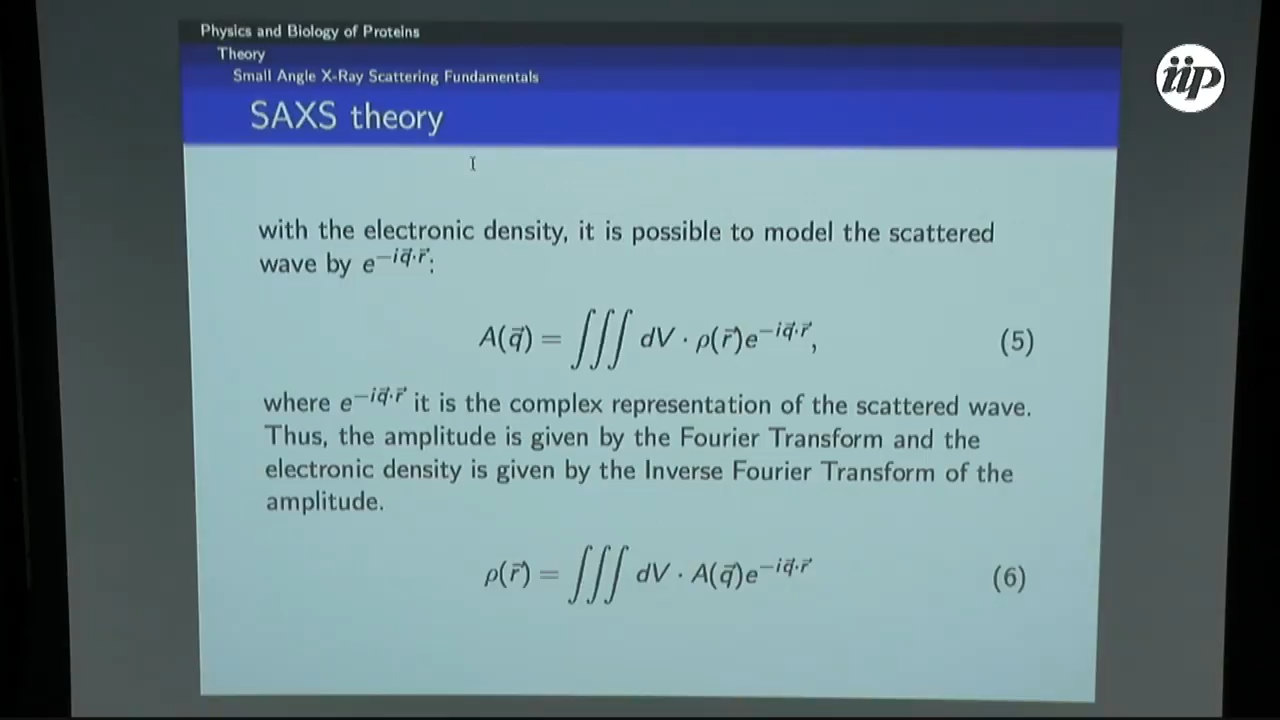 Physics and Biology of Proteins
Theory
Small Angle X-Ray Scattering Fundamentals
SAXS theory
iip
with the electronic density, it is possible to model the scattered
wave by $e^{-i\vec{q}\cdot\vec{r}}$:
$A(\vec{q}) = \iiint dV \cdot \rho(\vec{r})e^{-i\vec{q}\cdot\vec{r}},$ (5)
where $e^{-i\vec{q}\cdot\vec{r}}$ it is the complex representation of the scattered wave.
Thus, the amplitude is given by the Fourier Transform and the
electronic density is given by the Inverse Fourier Transform of the
amplitude.
$\rho(\vec{r}) = \iiint dV \cdot A(\vec{q})e^{-i\vec{q}\cdot\vec{r}}$ (6)